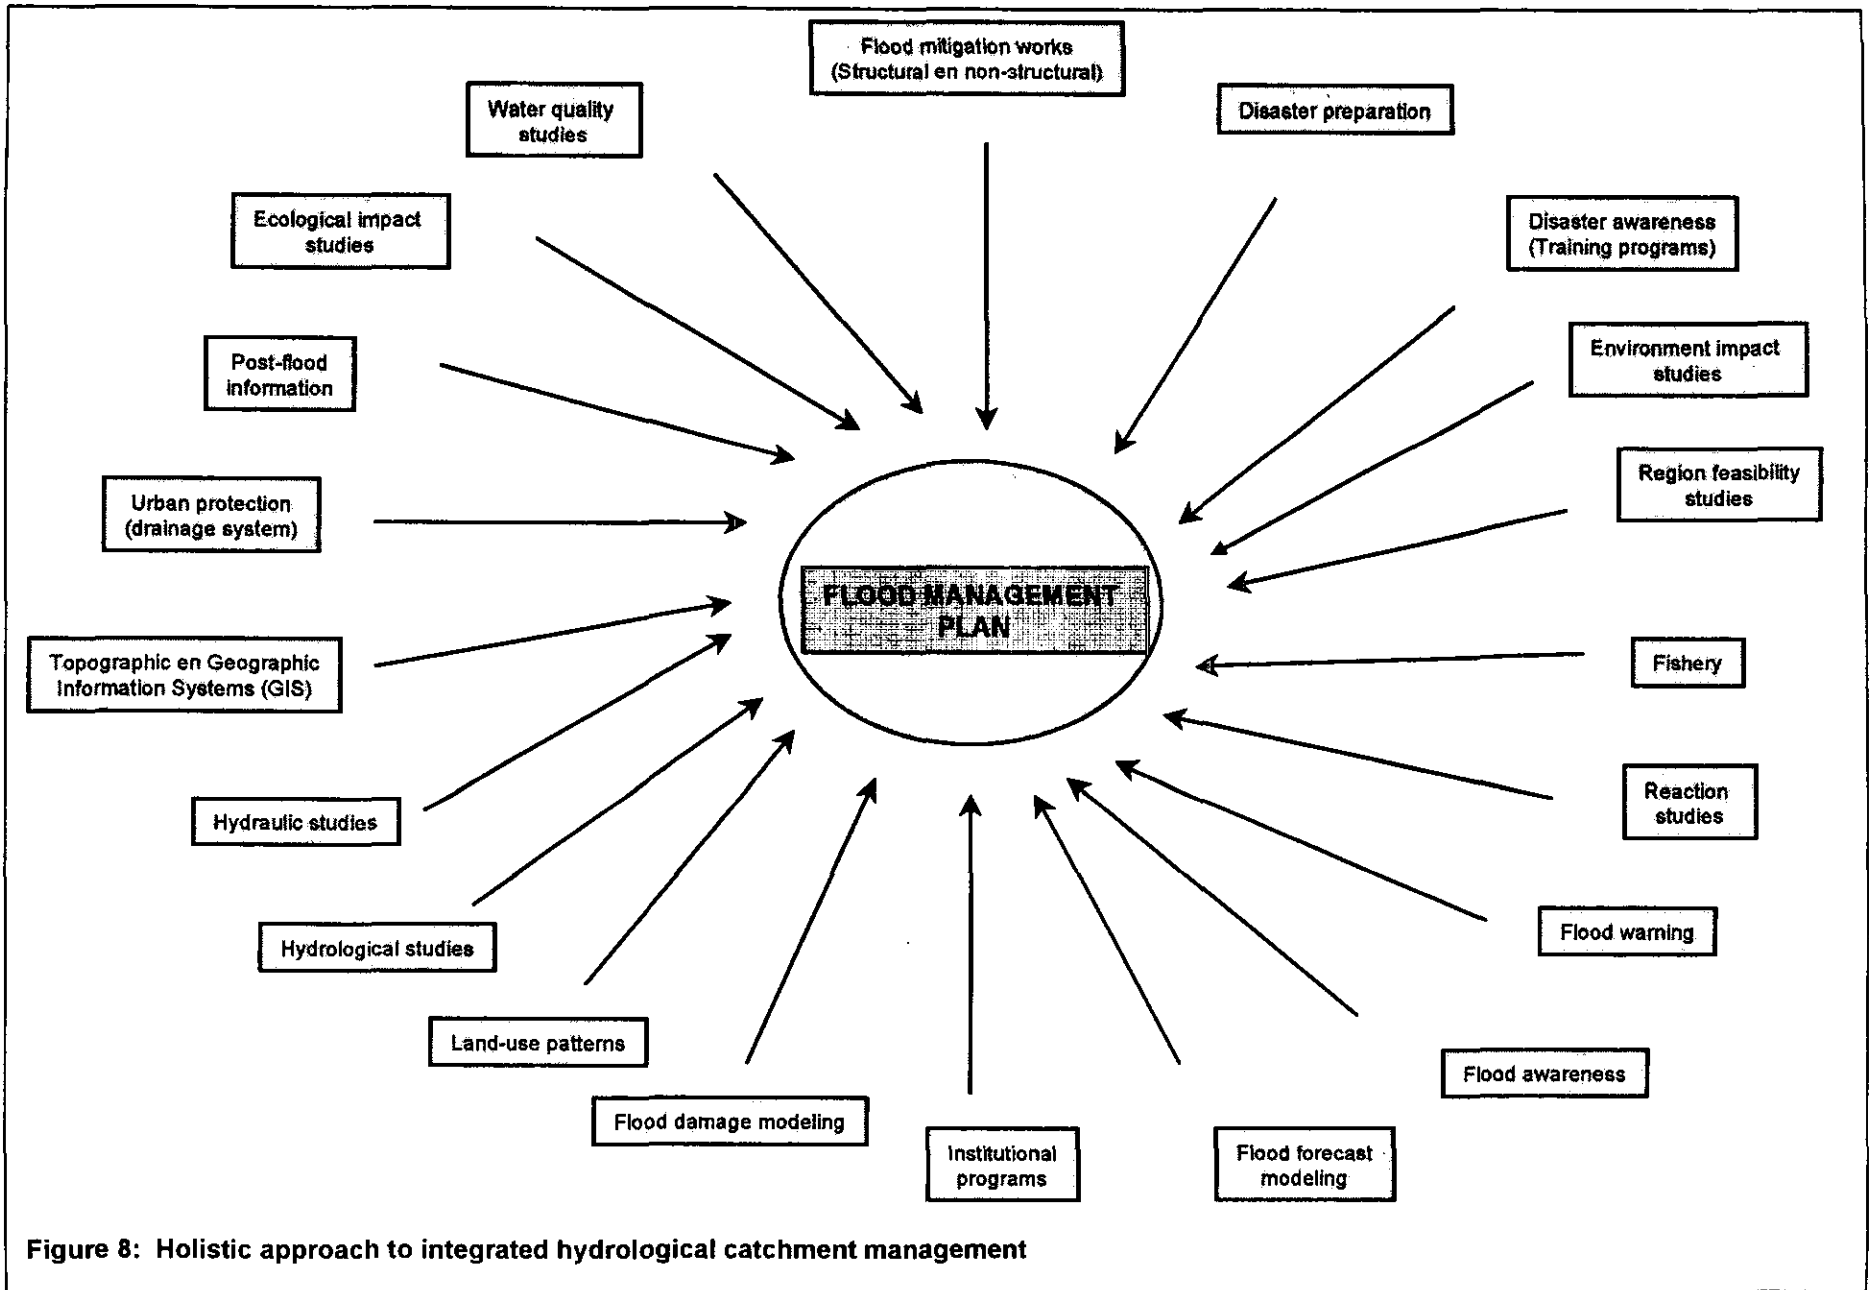 Flood mitigation works
(Structural en non-structural)
Water quality
studies
Disaster preparation
Ecological impact
studies
Disaster awareness
(Training programs)
Post-flood
information
Environment impact
studies
Urban protection
(drainage system)
Region feasibility
studies
FLOOD MANAGEMENT
PLAN
Topographic en Geographic
Information Systems (GIS)
Fishery
Hydraulic studies
Reaction
studies
Hydrological studies
Flood warning
Land-use patterns
Flood awareness
Flood damage modeling
Institutional
programs
Flood forecast
modeling
Figure 8: Holistic approach to integrated hydrological catchment management